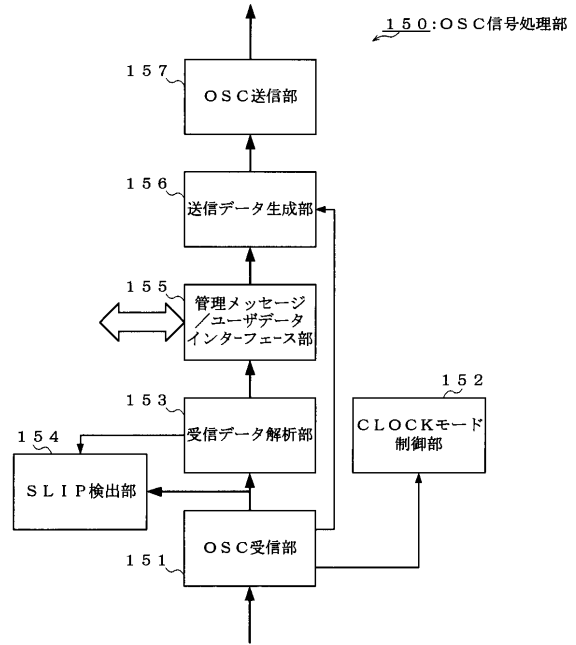 １５０:ＯＳＣ信号処理部
１５７
ＯＳＣ送信部
１５６
送信データ生成部
１５５
管理メッセージ
／ユーザデータ
インターフェース部
１５３
受信データ解析部
１５２
ＣＬＯＣＫモード
制御部
１５４
ＳＬＩＰ検出部
１５１
ＯＳＣ受信部